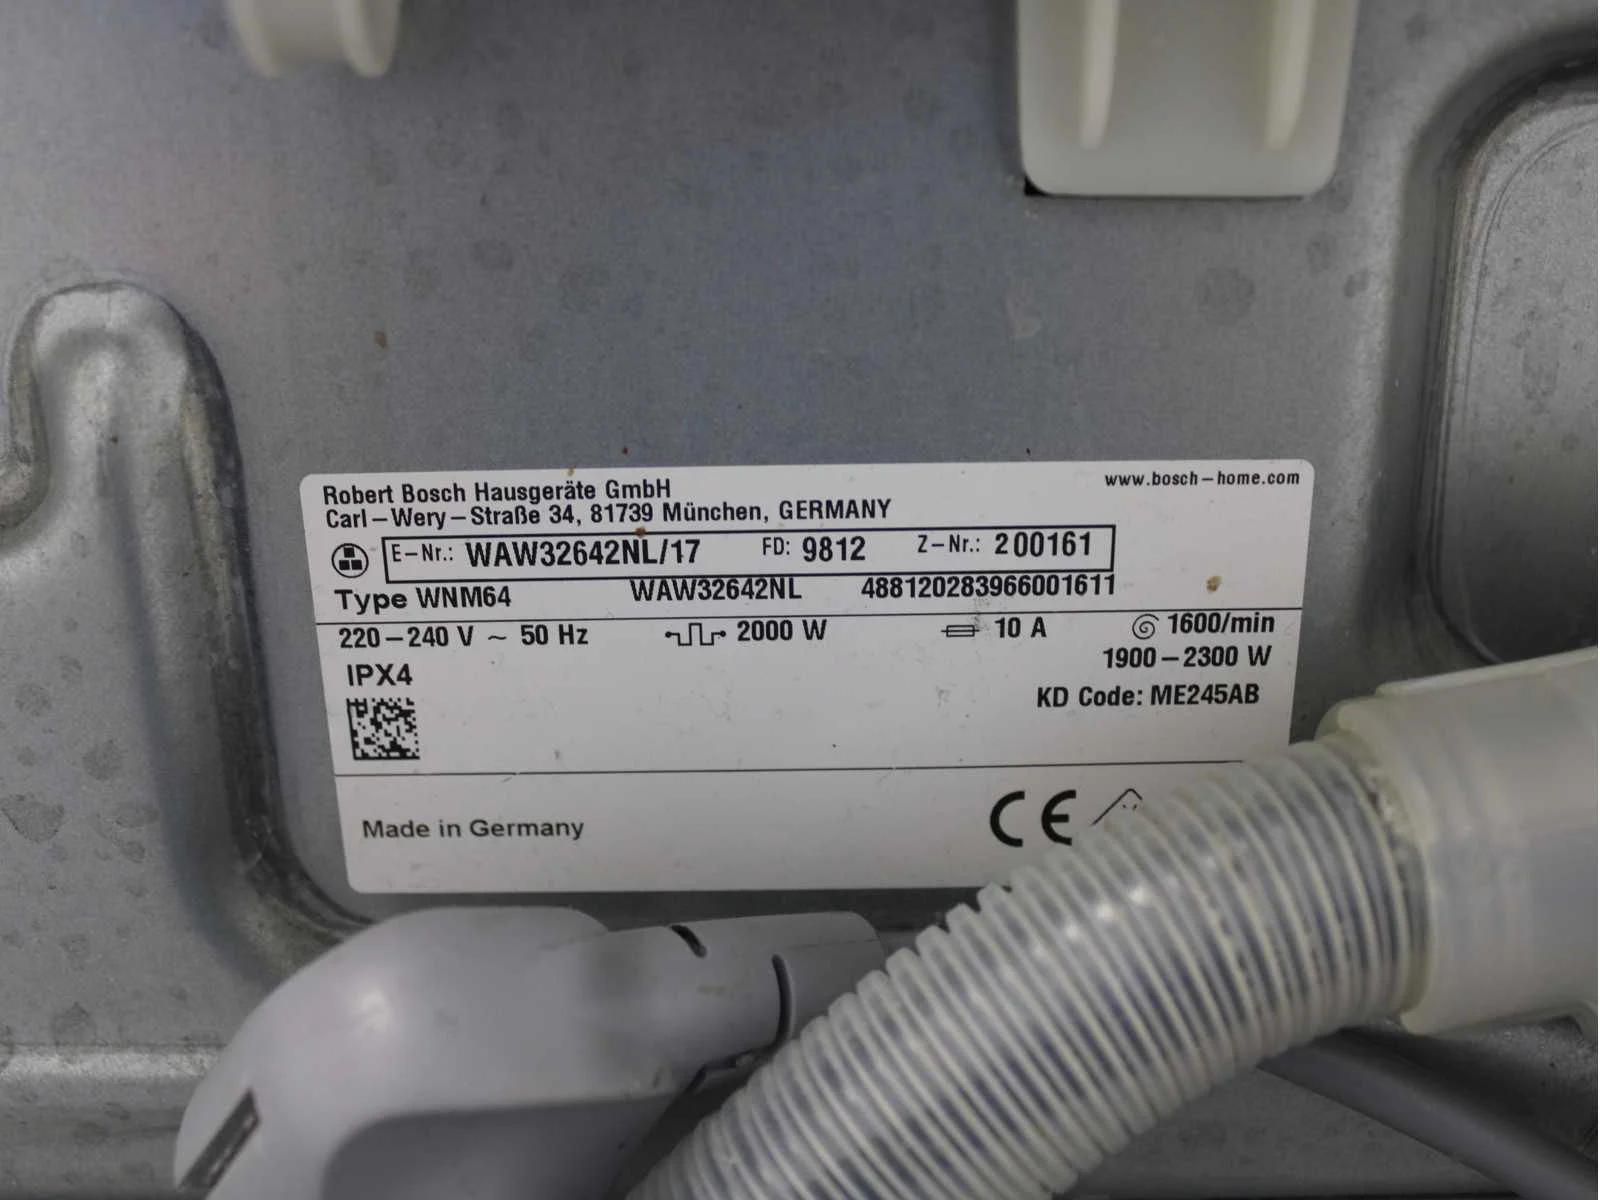 Robert Bosch Hausgeräte GmbH
www.bosch-home.com
Carl-Wery-Straße 34, 81739 München, GERMANY
E-Nr.: WAW32642NL/17 FD: 9812 Z-Nr.: 200161
Type WNM64 WAW32642NL 488120283966001611
220-240 V ~ 50 Hz 2000 W 10 A 1600/min
1900-2300 W
IPX4
KD Code: ME245AB
Made in Germany
CE